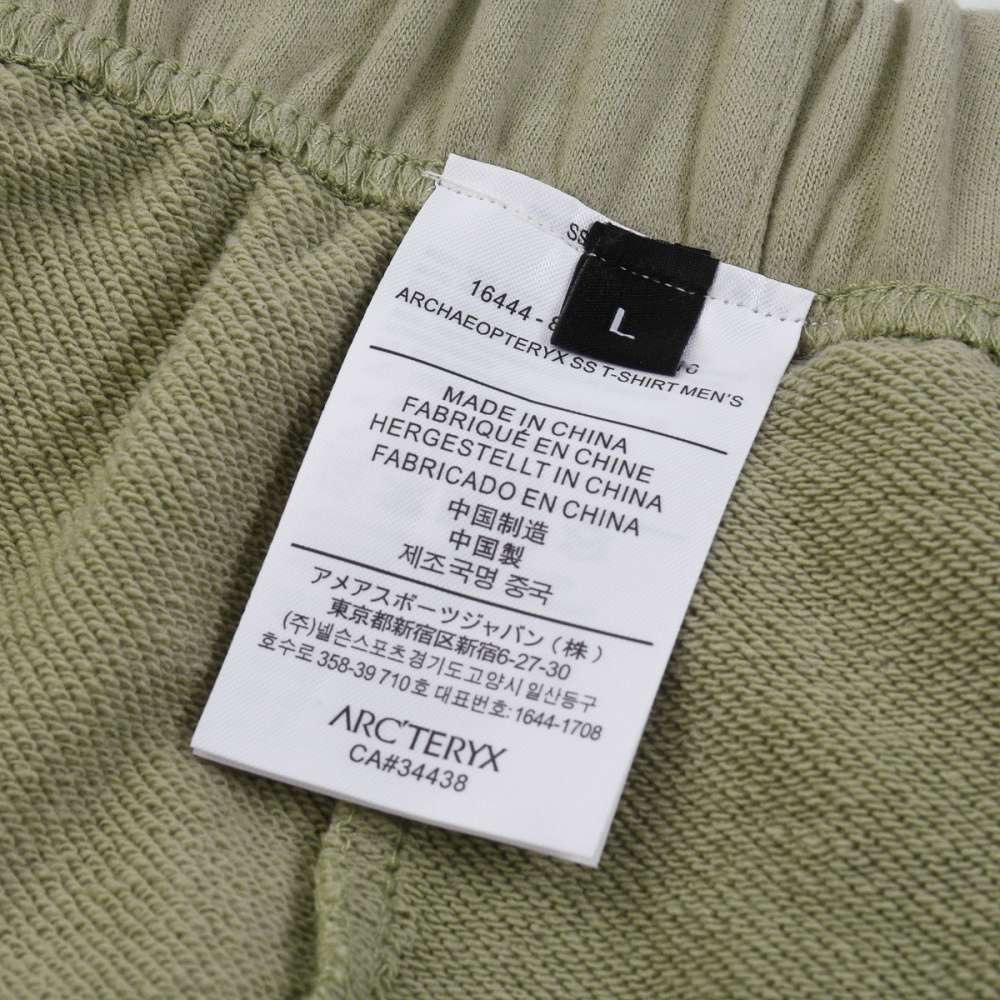 SS
L
16444 - 8
ARCHAEOPTERYX SS T-SHIRT MEN'S
MADE IN CHINA
FABRIQUÉ EN CHINE
HERGESTELLT IN CHINA
FABRICADO EN CHINA
中国制造
中国製
제조국명 중국
アメアスポーツジャパン（株）
東京都新宿区新宿6-27-30
(주)넬슨스포츠경기도고양시일산동구
호수로 358-39 710호 대표번호:1644-1708
ARC'TERYX
CA#34438